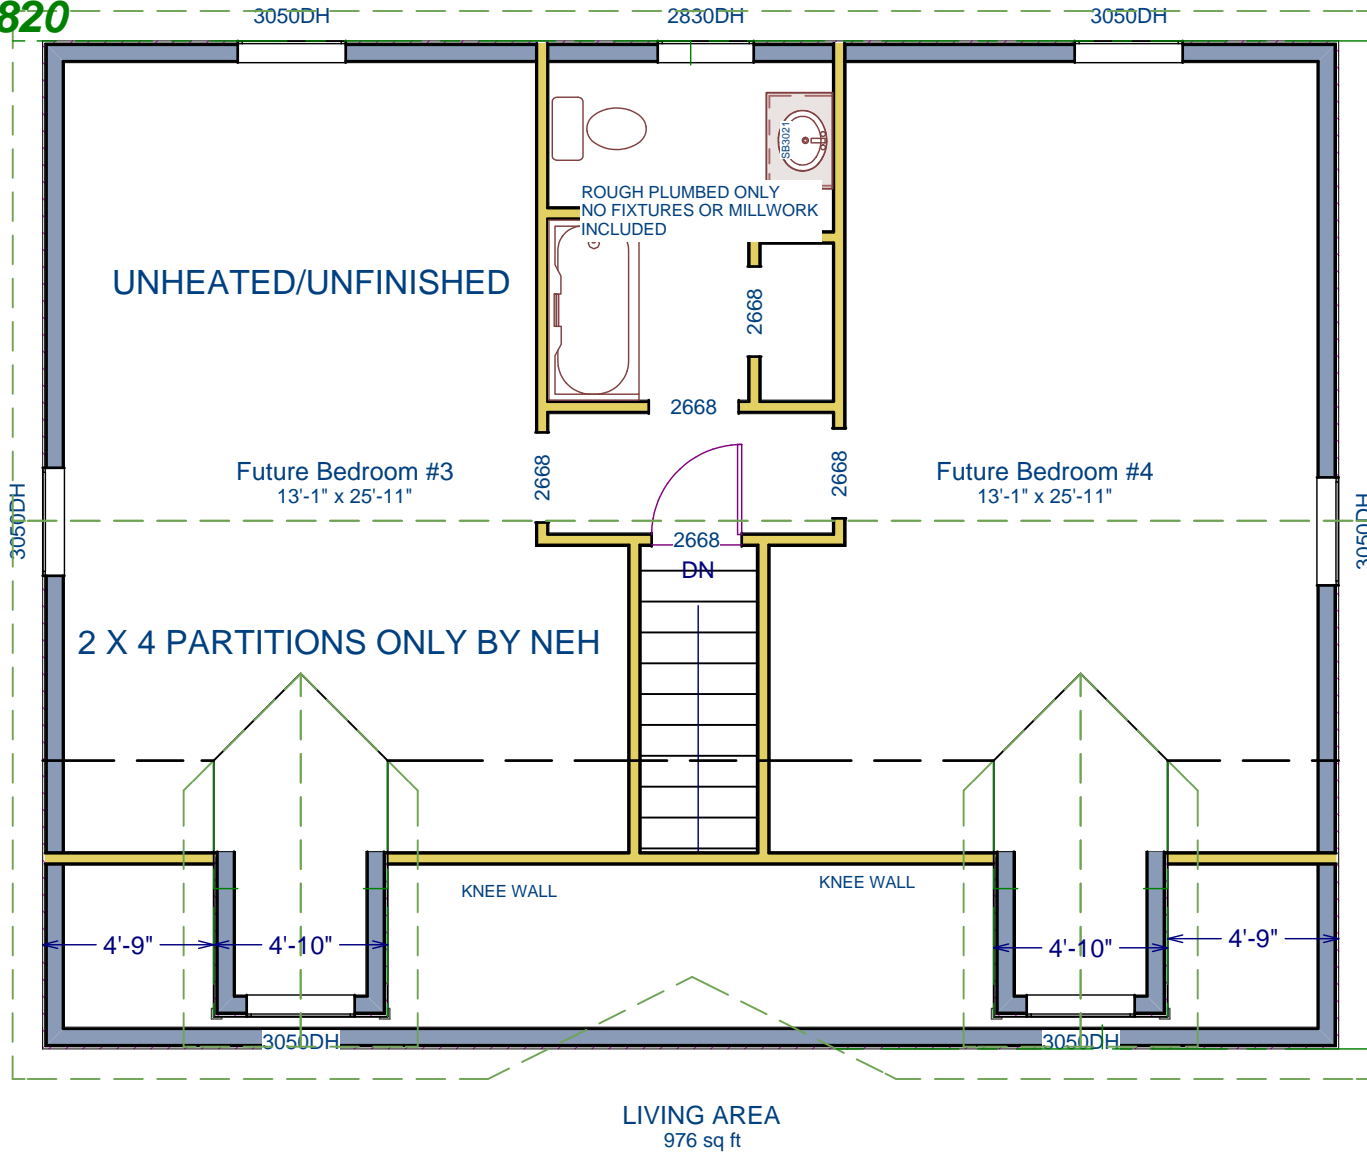 820
3050DH
2830DH
3050DH
SB3021
ROUGH PLUMBED ONLY
NO FIXTURES OR MILLWORK
INCLUDED
UNHEATED/UNFINISHED
2668
2668
Future Bedroom #3
13'-1" x 25'-11"
2668
2668
Future Bedroom #4
13'-1" x 25'-11"
3050DH
3050DH
2668
DN
2 X 4 PARTITIONS ONLY BY NEH
KNEE WALL
KNEE WALL
4'-9"
4'-10"
4'-10"
4'-9"
3050DH
3050DH
LIVING AREA
976 sq ft